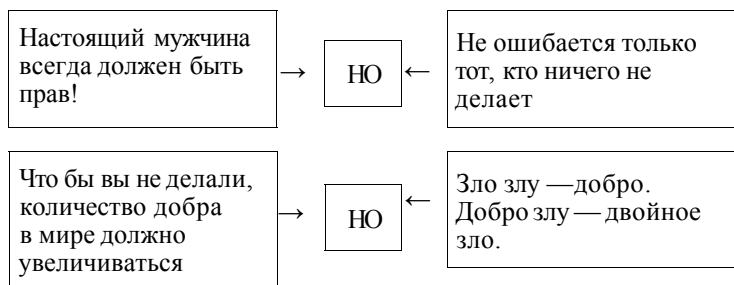 Настоящий мужчина
всегда должен быть
прав!
→ НО ←
Не ошибается только
тот, кто ничего не
делает
Что бы вы не делали,
количество добра
в мире должно
увеличиваться
→ НО ←
Зло злу — добро.
Добро злу — двойное
зло.